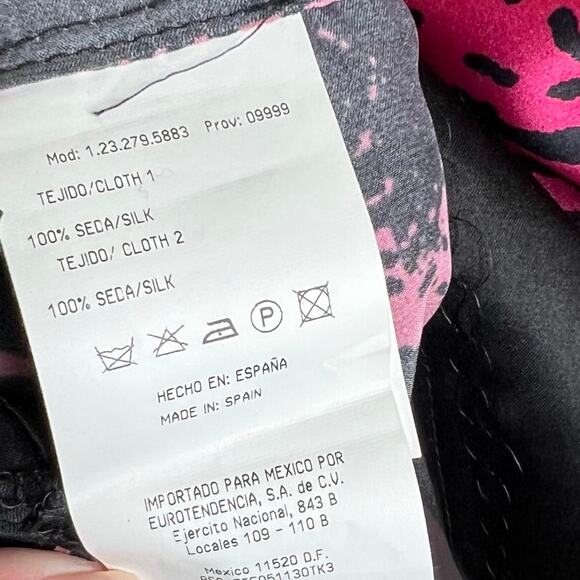 Mod: 1.23.279.5883 Prov: 09999
TEJIDO/CLOTH 1
100% SEDA/SILK
TEJIDO/ CLOTH 2
100% SEDA/SILK
P
HECHO EN: ESPAÑA
MADE IN: SPAIN
IMPORTADO PARA MEXICO POR
EUROTENDENCIA, S.A. de C.V.
Ejercito Nacional, 843 B
Locales 109 - 110 B
Mexico 11520 D.F.